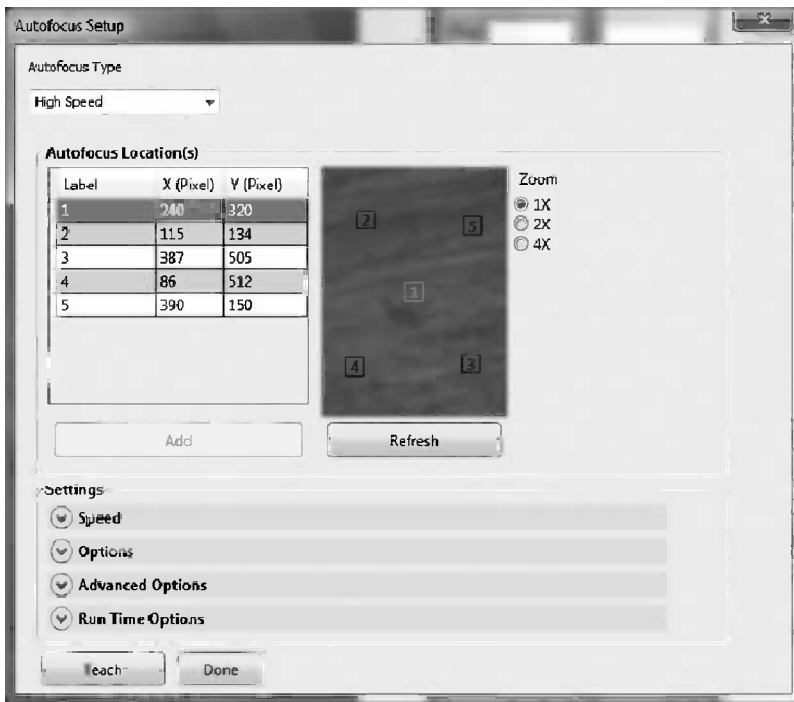 Autofocus Setup
Autofocus Type
High Speed
Autofocus Location(s)
Label X (Pixel) Y (Pixel)
1 240 320
2 115 134
3 387 505
4 86 512
5 390 150
2
5
1
4
3
Zoom
1X
2X
4X
Add
Refresh
Settings
Speed
Options
Advanced Options
Run Time Options
Teach
Done